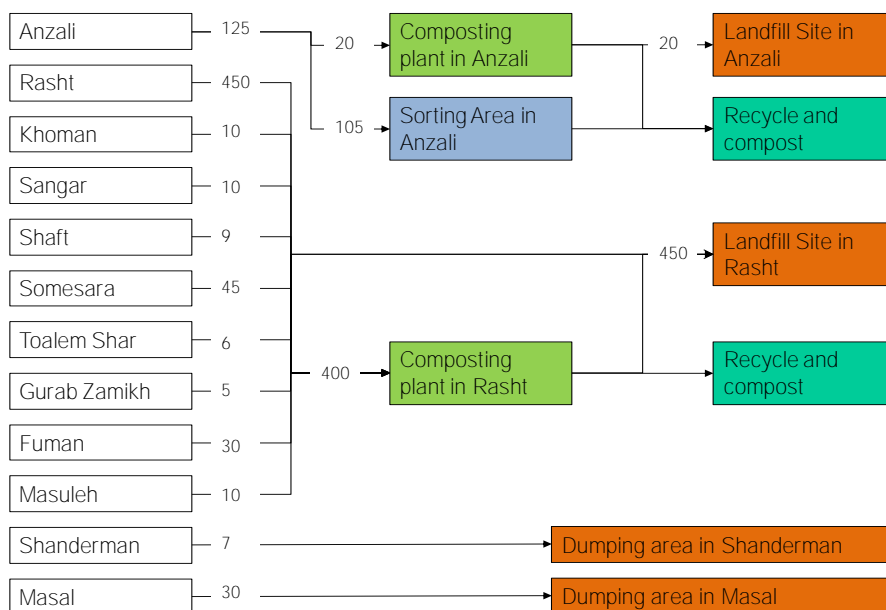 Anzali
125
20
Composting
plant in Anzali
20
Landfill Site in
Anzali
Rasht
450
Khoman
10
105
Sorting Area in
Anzali
Recycle and
compost
Sangar
10
Shaft
9
450
Landfill Site in
Rasht
Somesara
45
Toalem Shar
6
400
Composting
plant in Rasht
Recycle and
compost
Gurab Zamikh
5
Fuman
30
Masuleh
10
Shanderman
7
Dumping area in Shanderman
Masal
30
Dumping area in Masal